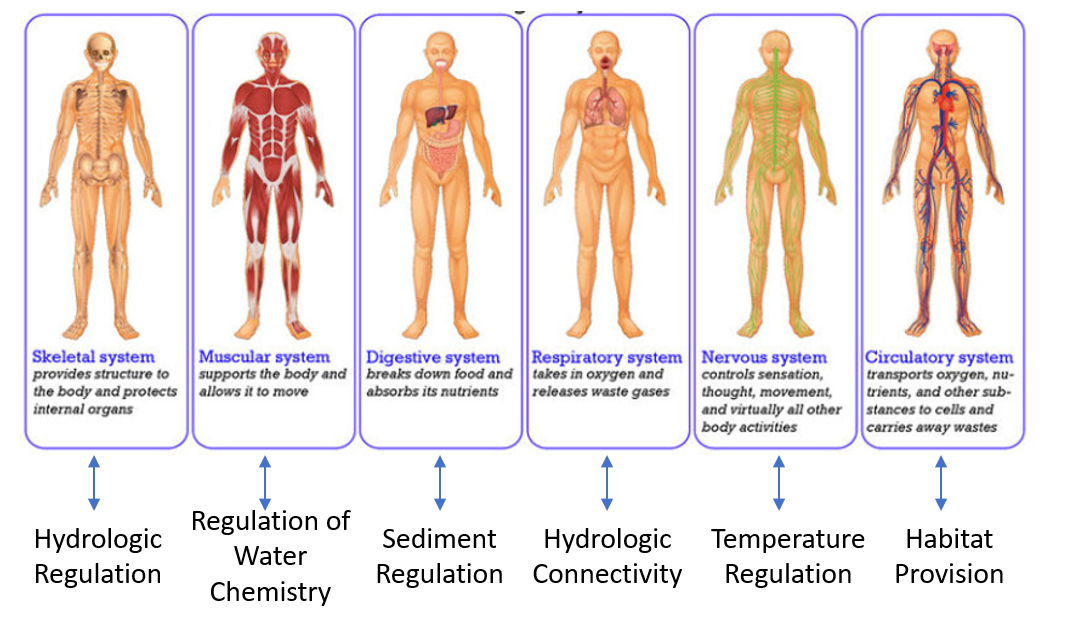 Skeletal system
provides structure to
the body and protects
internal organs
Muscular system
supports the body and
allows it to move
Digestive system
breaks down food and
absorbs its nutrients
Respiratory system
takes in oxygen and
releases waste gases
Nervous system
controls sensation,
thought, movement,
and virtually all other
body activities
Circulatory system
transports oxygen, nu-
trients, and other sub-
stances to cells and
carries away wastes
Hydrologic
Regulation
Regulation of
Water
Chemistry
Sediment
Regulation
Hydrologic
Connectivity
Temperature
Regulation
Habitat
Provision